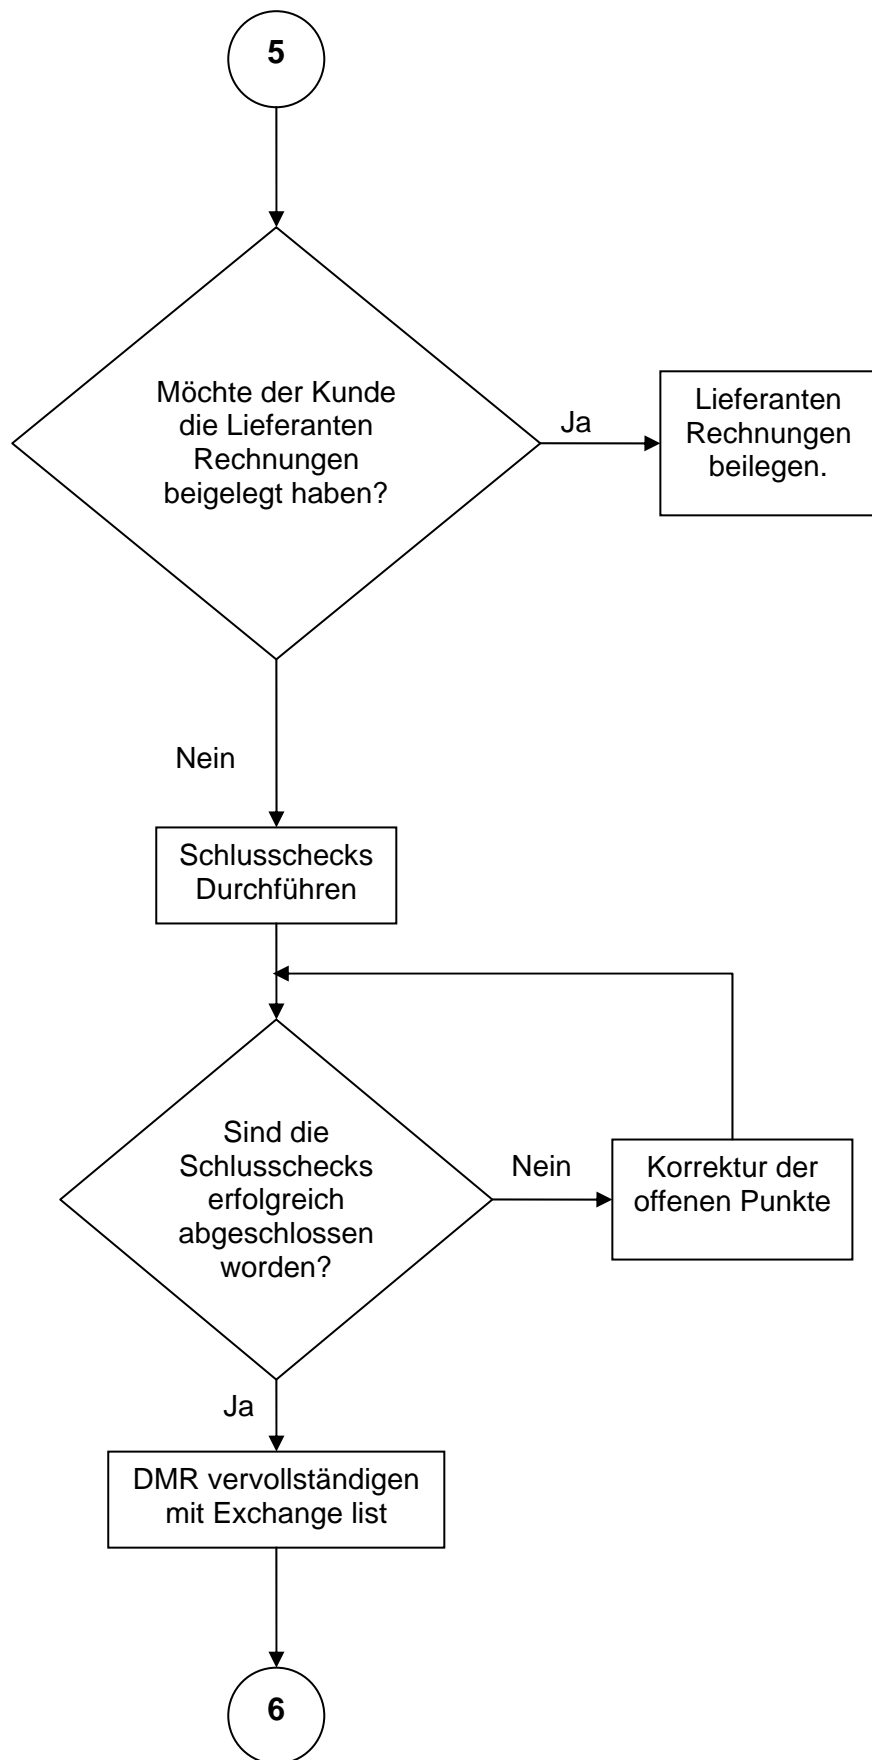 5
Möchte der Kunde
die Lieferanten
Rechnungen
beigelegt haben?
Ja
Lieferanten
Rechnungen
beilegen.
Nein
Schlusschecks
Durchführen
Sind die
Schlusschecks
erfolgreich
abgeschlossen
worden?
Nein
Korrektur der
offenen Punkte
Ja
DMR vervollständigen
mit Exchange list
6